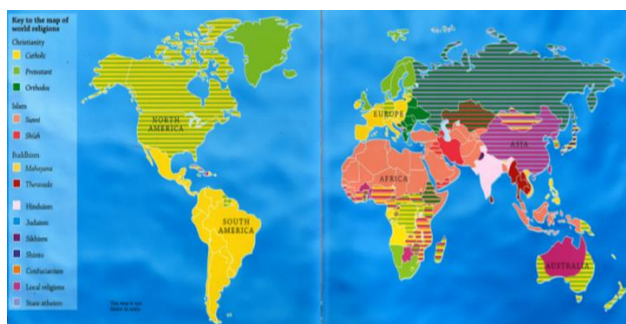 Key to the map of
world religions
Christianity
Catholic
Protestant
Orthodox
Islam
Sunni
Shi'ah
Buddhism
Mahayana
Theravada
Hinduism
Judaism
Sikhism
Shinto
Confucianism
Local religions
State atheism
NORTH
AMERICA
SOUTH
AMERICA
EUROPE
ASIA
AFRICA
AUSTRALIA